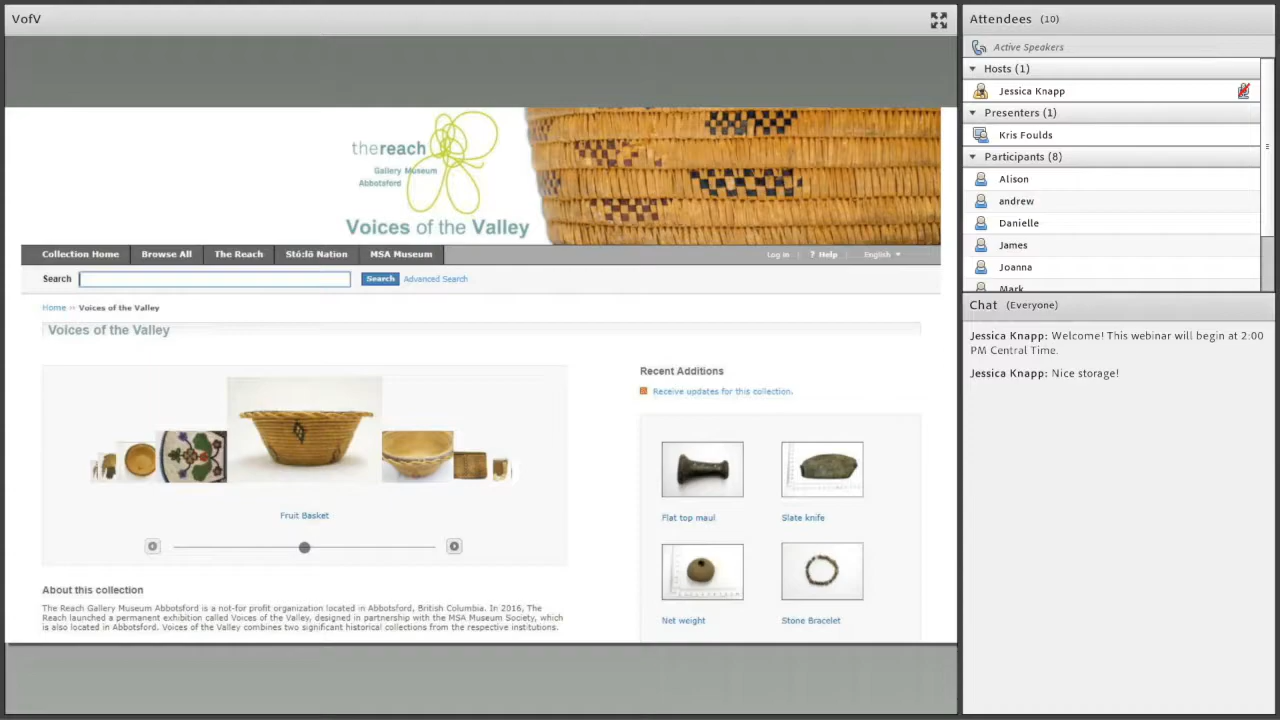 VofV
thereach
Gallery Museum
Abbotsford
Voices of the Valley
Collection Home Browse All The Reach Stó:lō Nation MSA Museum Log in ? Help English
Search Search Advanced Search
Home » Voices of the Valley
Voices of the Valley
Fruit Basket
About this collection
The Reach Gallery Museum Abbotsford is a not-for profit organization located in Abbotsford, British Columbia. In 2016, The
Reach launched a permanent exhibition called Voices of the Valley, designed in partnership with the MSA Museum Society, which
is also located in Abbotsford. Voices of the Valley combines two significant historical collections from the respective institutions.
Recent Additions
Receive updates for this collection.
Flat top maul Slate knife
Net weight Stone Bracelet
Attendees (10)
Active Speakers
Hosts (1)
Jessica Knapp
Presenters (1)
Kris Foulds
Participants (8)
Alison
andrew
Danielle
James
Joanna
Mark
Chat (Everyone)
Jessica Knapp: Welcome! This webinar will begin at 2:00
PM Central Time.
Jessica Knapp: Nice storage!